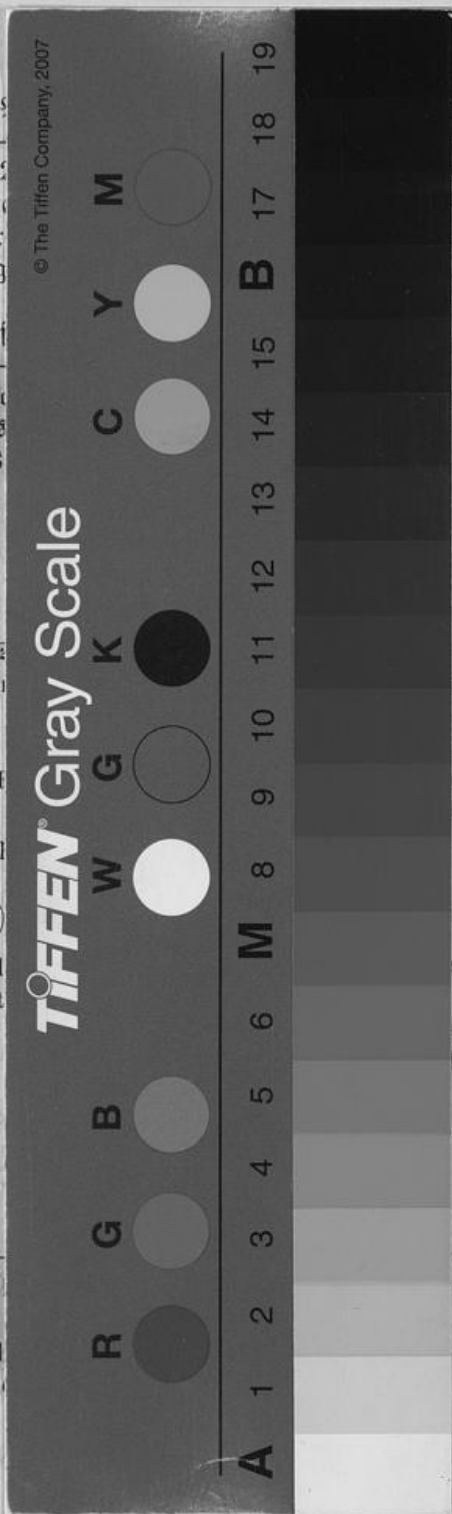 TIFFEN® Gray Scale
© The Tiffen Company, 2007
R G B W G K C Y M
A 1 2 3 4 5 6 M 8 9 10 11 12 13 14 15 B 17 18 19